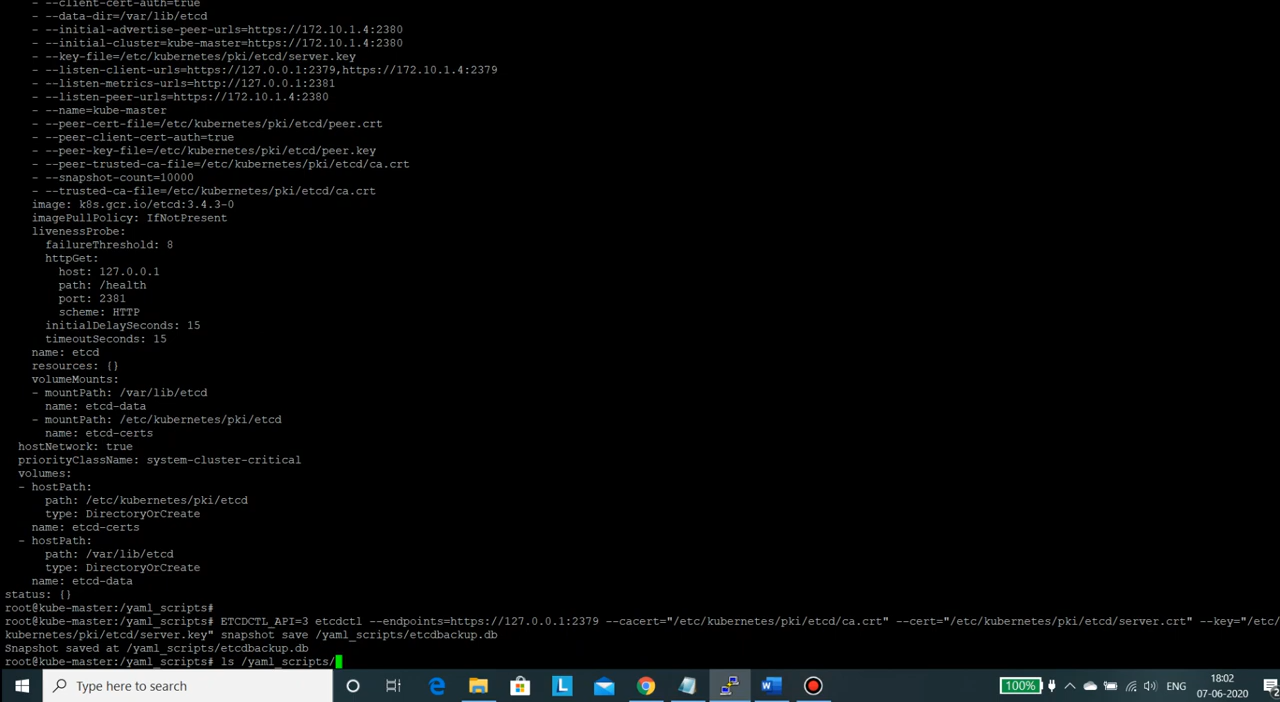 - --client-cert-auth=true
- --data-dir=/var/lib/etcd
- --initial-advertise-peer-urls=https://172.10.1.4:2380
- --initial-cluster=kube-master=https://172.10.1.4:2380
- --key-file=/etc/kubernetes/pki/etcd/server.key
- --listen-client-urls=https://127.0.0.1:2379,https://172.10.1.4:2379
- --listen-metrics-urls=http://127.0.0.1:2381
- --listen-peer-urls=https://172.10.1.4:2380
- --name=kube-master
- --peer-cert-file=/etc/kubernetes/pki/etcd/peer.crt
- --peer-client-cert-auth=true
- --peer-key-file=/etc/kubernetes/pki/etcd/peer.key
- --peer-trusted-ca-file=/etc/kubernetes/pki/etcd/ca.crt
- --snapshot-count=10000
- --trusted-ca-file=/etc/kubernetes/pki/etcd/ca.crt
image: k8s.gcr.io/etcd:3.4.3-0
imagePullPolicy: IfNotPresent
livenessProbe:
failureThreshold: 8
httpGet:
host: 127.0.0.1
path: /health
port: 2381
scheme: HTTP
initialDelaySeconds: 15
timeoutSeconds: 15
name: etcd
resources: {}
volumeMounts:
- mountPath: /var/lib/etcd
name: etcd-data
- mountPath: /etc/kubernetes/pki/etcd
name: etcd-certs
hostNetwork: true
priorityClassName: system-cluster-critical
volumes:
- hostPath:
path: /etc/kubernetes/pki/etcd
type: DirectoryOrCreate
name: etcd-certs
- hostPath:
path: /var/lib/etcd
type: DirectoryOrCreate
name: etcd-data
status: {}
root@kube-master:/yaml_scripts#
root@kube-master:/yaml_scripts# ETCDCTL_API=3 etcdctl --endpoints=https://127.0.0.1:2379 --cacert="/etc/kubernetes/pki/etcd/ca.crt" --cert="/etc/kubernetes/pki/etcd/server.crt" --key="/etc/
kubernetes/pki/etcd/server.key" snapshot save /yaml_scripts/etcdbackup.db
Snapshot saved at /yaml_scripts/etcdbackup.db
root@kube-master:/yaml_scripts# ls /yaml_scripts/
Type here to search
100%
ENG
18:02
07-06-2020
2